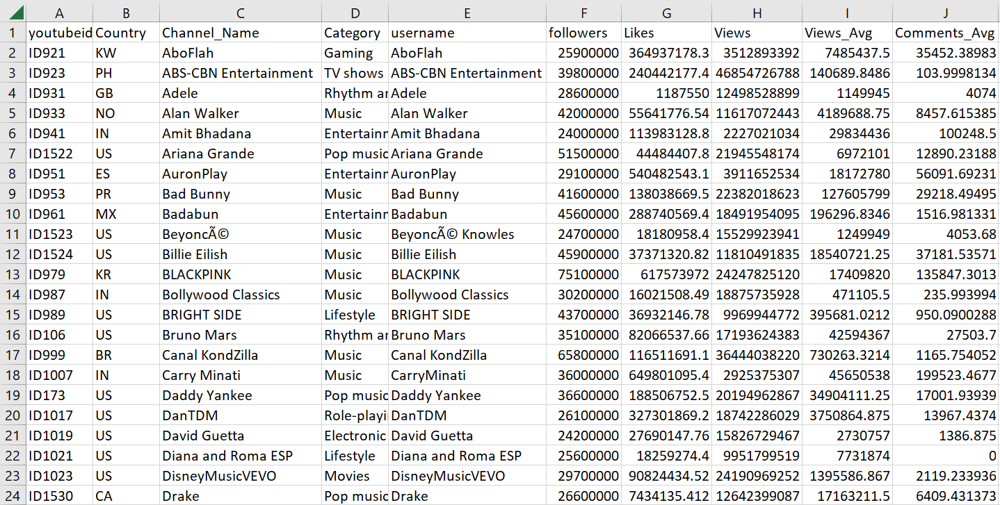 A B C D E F G H I J
1 youtubeid Country Channel_Name Category username followers Likes Views Views_Avg Comments_Avg
2 ID921 KW AboFlah Gaming AboFlah 25900000 364937178.3 3512893392 7485437.5 35452.38983
3 ID923 PH ABS-CBN Entertainment TV shows ABS-CBN Entertainment 39800000 240442177.4 46854726788 140689.8486 103.9998134
4 ID931 GB Adele Rhythm ar Adele 28600000 1187550 12498528899 1149945 4074
5 ID933 NO Alan Walker Music Alan Walker 42000000 55641776.54 11617072443 4189688.75 8457.615385
6 ID941 IN Amit Bhadana Entertainn Amit Bhadana 24000000 113983128.8 2227021034 29834436 100248.5
7 ID1522 US Ariana Grande Pop music Ariana Grande 51500000 44484407.8 21945548174 6972101 12890.23188
8 ID951 ES AuronPlay Entertainn AuronPlay 29100000 540482543.1 3911652534 18172780 56091.69231
9 ID953 PR Bad Bunny Music Bad Bunny 41600000 138038669.5 22382018623 127605799 29218.49495
10 ID961 MX Badabun Entertainn Badabun 45600000 288740569.4 18491954095 196296.8346 1516.981331
11 ID1523 US BeyoncÃ© Music BeyoncÃ© Knowles 24700000 18180958.4 15529923941 1249949 4053.68
12 ID1524 US Billie Eilish Music Billie Eilish 45900000 37371320.82 11810491835 18540721.25 37181.53571
13 ID979 KR BLACKPINK Music BLACKPINK 75100000 617573972 24247825120 17409820 135847.3013
14 ID987 IN Bollywood Classics Music Bollywood Classics 30200000 16021508.49 18875735928 471105.5 235.993994
15 ID989 US BRIGHT SIDE Lifestyle BRIGHT SIDE 43700000 36932146.78 9969944772 395681.0212 950.0900288
16 ID106 US Bruno Mars Rhythm ar Bruno Mars 35100000 82066537.66 17193624383 42594367 27503.7
17 ID999 BR Canal KondZilla Music Canal KondZilla 65800000 116511691.1 36444038220 730263.3214 1165.754052
18 ID1007 IN Carry Minati Music CarryMinati 36000000 649801095.4 2925375307 45650538 199523.4677
19 ID173 US Daddy Yankee Pop music Daddy Yankee 36600000 188506752.5 20194962867 34904111.25 17001.93939
20 ID1017 US DanTDM Role-playi DanTDM 26100000 327301869.2 18742286029 3750864.875 13967.4374
21 ID1019 US David Guetta Electronic David Guetta 24200000 27690147.76 15826729467 2730757 1386.875
22 ID1021 US Diana and Roma ESP Lifestyle Diana and Roma ESP 25600000 18259274.4 9951799519 7731874 0
23 ID1023 US DisneyMusicVEVO Movies DisneyMusicVEVO 29700000 90824434.52 24190969252 1395586.867 2119.233936
24 ID1530 CA Drake Pop music Drake 26600000 7434135.412 12642399087 17163211.5 6409.431373